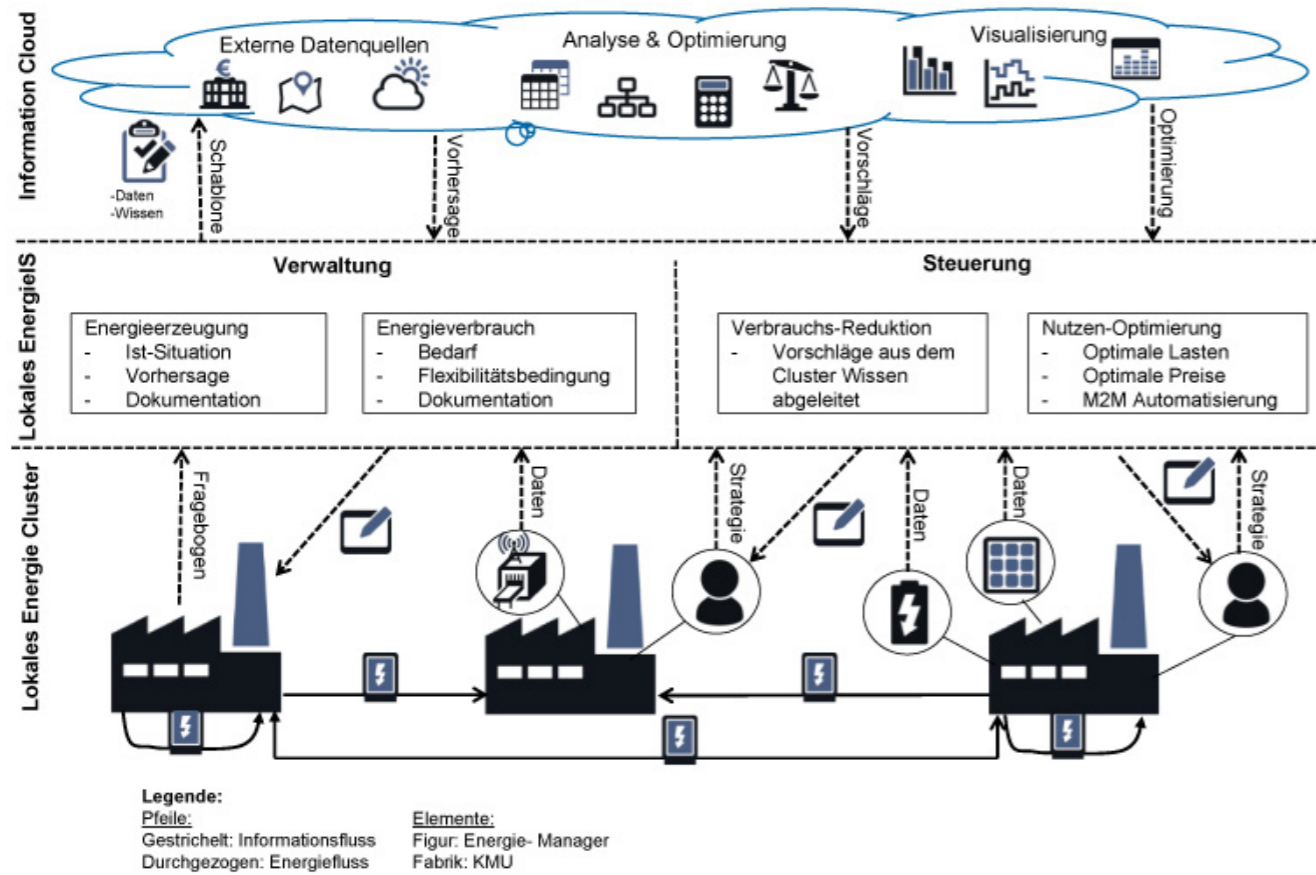 Information Cloud
Externe Datenquellen
Analyse & Optimierung
Visualisierung
€
-Daten
-Wissen
Schablone
Vorhersage
Vorschläge
Optimierung
Lokales EnergieIS
Verwaltung
Steuerung
Energieerzeugung
- Ist-Situation
- Vorhersage
- Dokumentation
Energieverbrauch
- Bedarf
- Flexibilitätsbedingung
- Dokumentation
Verbrauchs-Reduktion
- Vorschläge aus dem
Cluster Wissen
abgeleitet
Nutzen-Optimierung
- Optimale Lasten
- Optimale Preise
- M2M Automatisierung
Lokales Energie Cluster
Fragebogen
Daten
Strategie
Daten
Daten
Strategie
Legende:
Pfeile:
Gestrichelt: Informationsfluss
Durchgezogen: Energiefluss
Elemente:
Figur: Energie- Manager
Fabrik: KMU